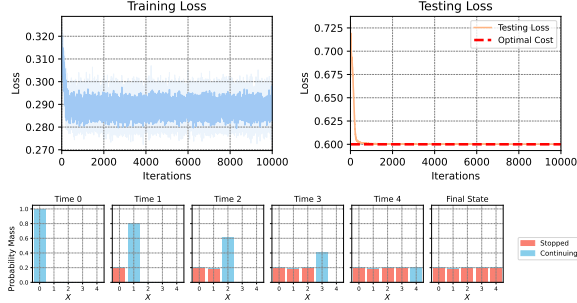 Training Loss
Testing Loss
0.320
0.310
0.300
0.290
0.280
0.270
Loss
0
2000
4000
6000
8000
10000
Iterations
0.725
0.700
0.675
0.650
0.625
0.600
Loss
Testing Loss
Optimal Cost
0
2000
4000
6000
8000
10000
Iterations
Time 0
Time 1
Time 2
Time 3
Time 4
Final State
1.0
0.8
0.6
0.4
0.2
0.0
Probability Mass
Stopped
Continuing
0 1 2 3 4
0 1 2 3 4
0 1 2 3 4
0 1 2 3 4
0 1 2 3 4
0 1 2 3 4
X
X
X
X
X
X